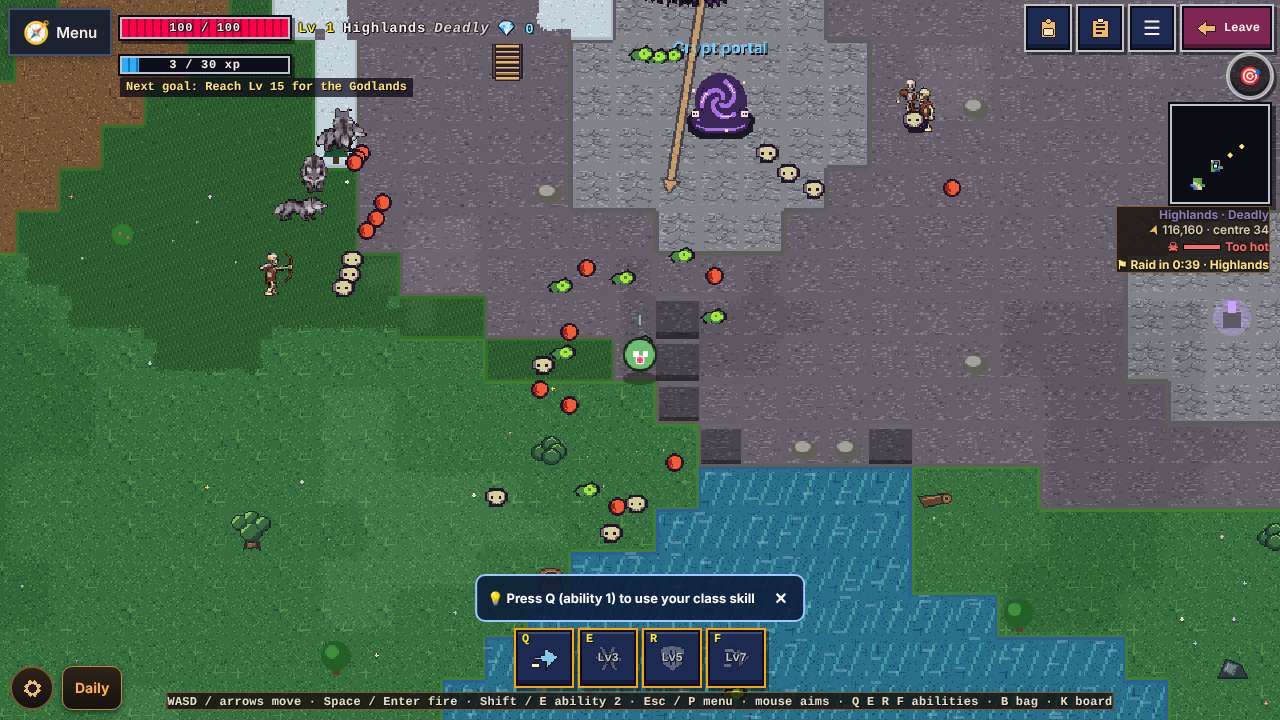 Menu
100 / 100
Lv 1 Highlands Deadly 💎 0
3 / 30 xp
Next goal: Reach Lv 15 for the Godlands
Crypt portal
Leave
Highlands · Deadly
116,160 · centre 34
Too hot
Raid in 0:39 · Highlands
Press Q (ability 1) to use your class skill ✕
Q
E
R
F
Lv3
Lv5
Lv7
Daily
WASD / arrows move · Space / Enter fire · Shift / E ability 2 · Esc / P menu · mouse aims · Q E R F abilities · B bag · K board